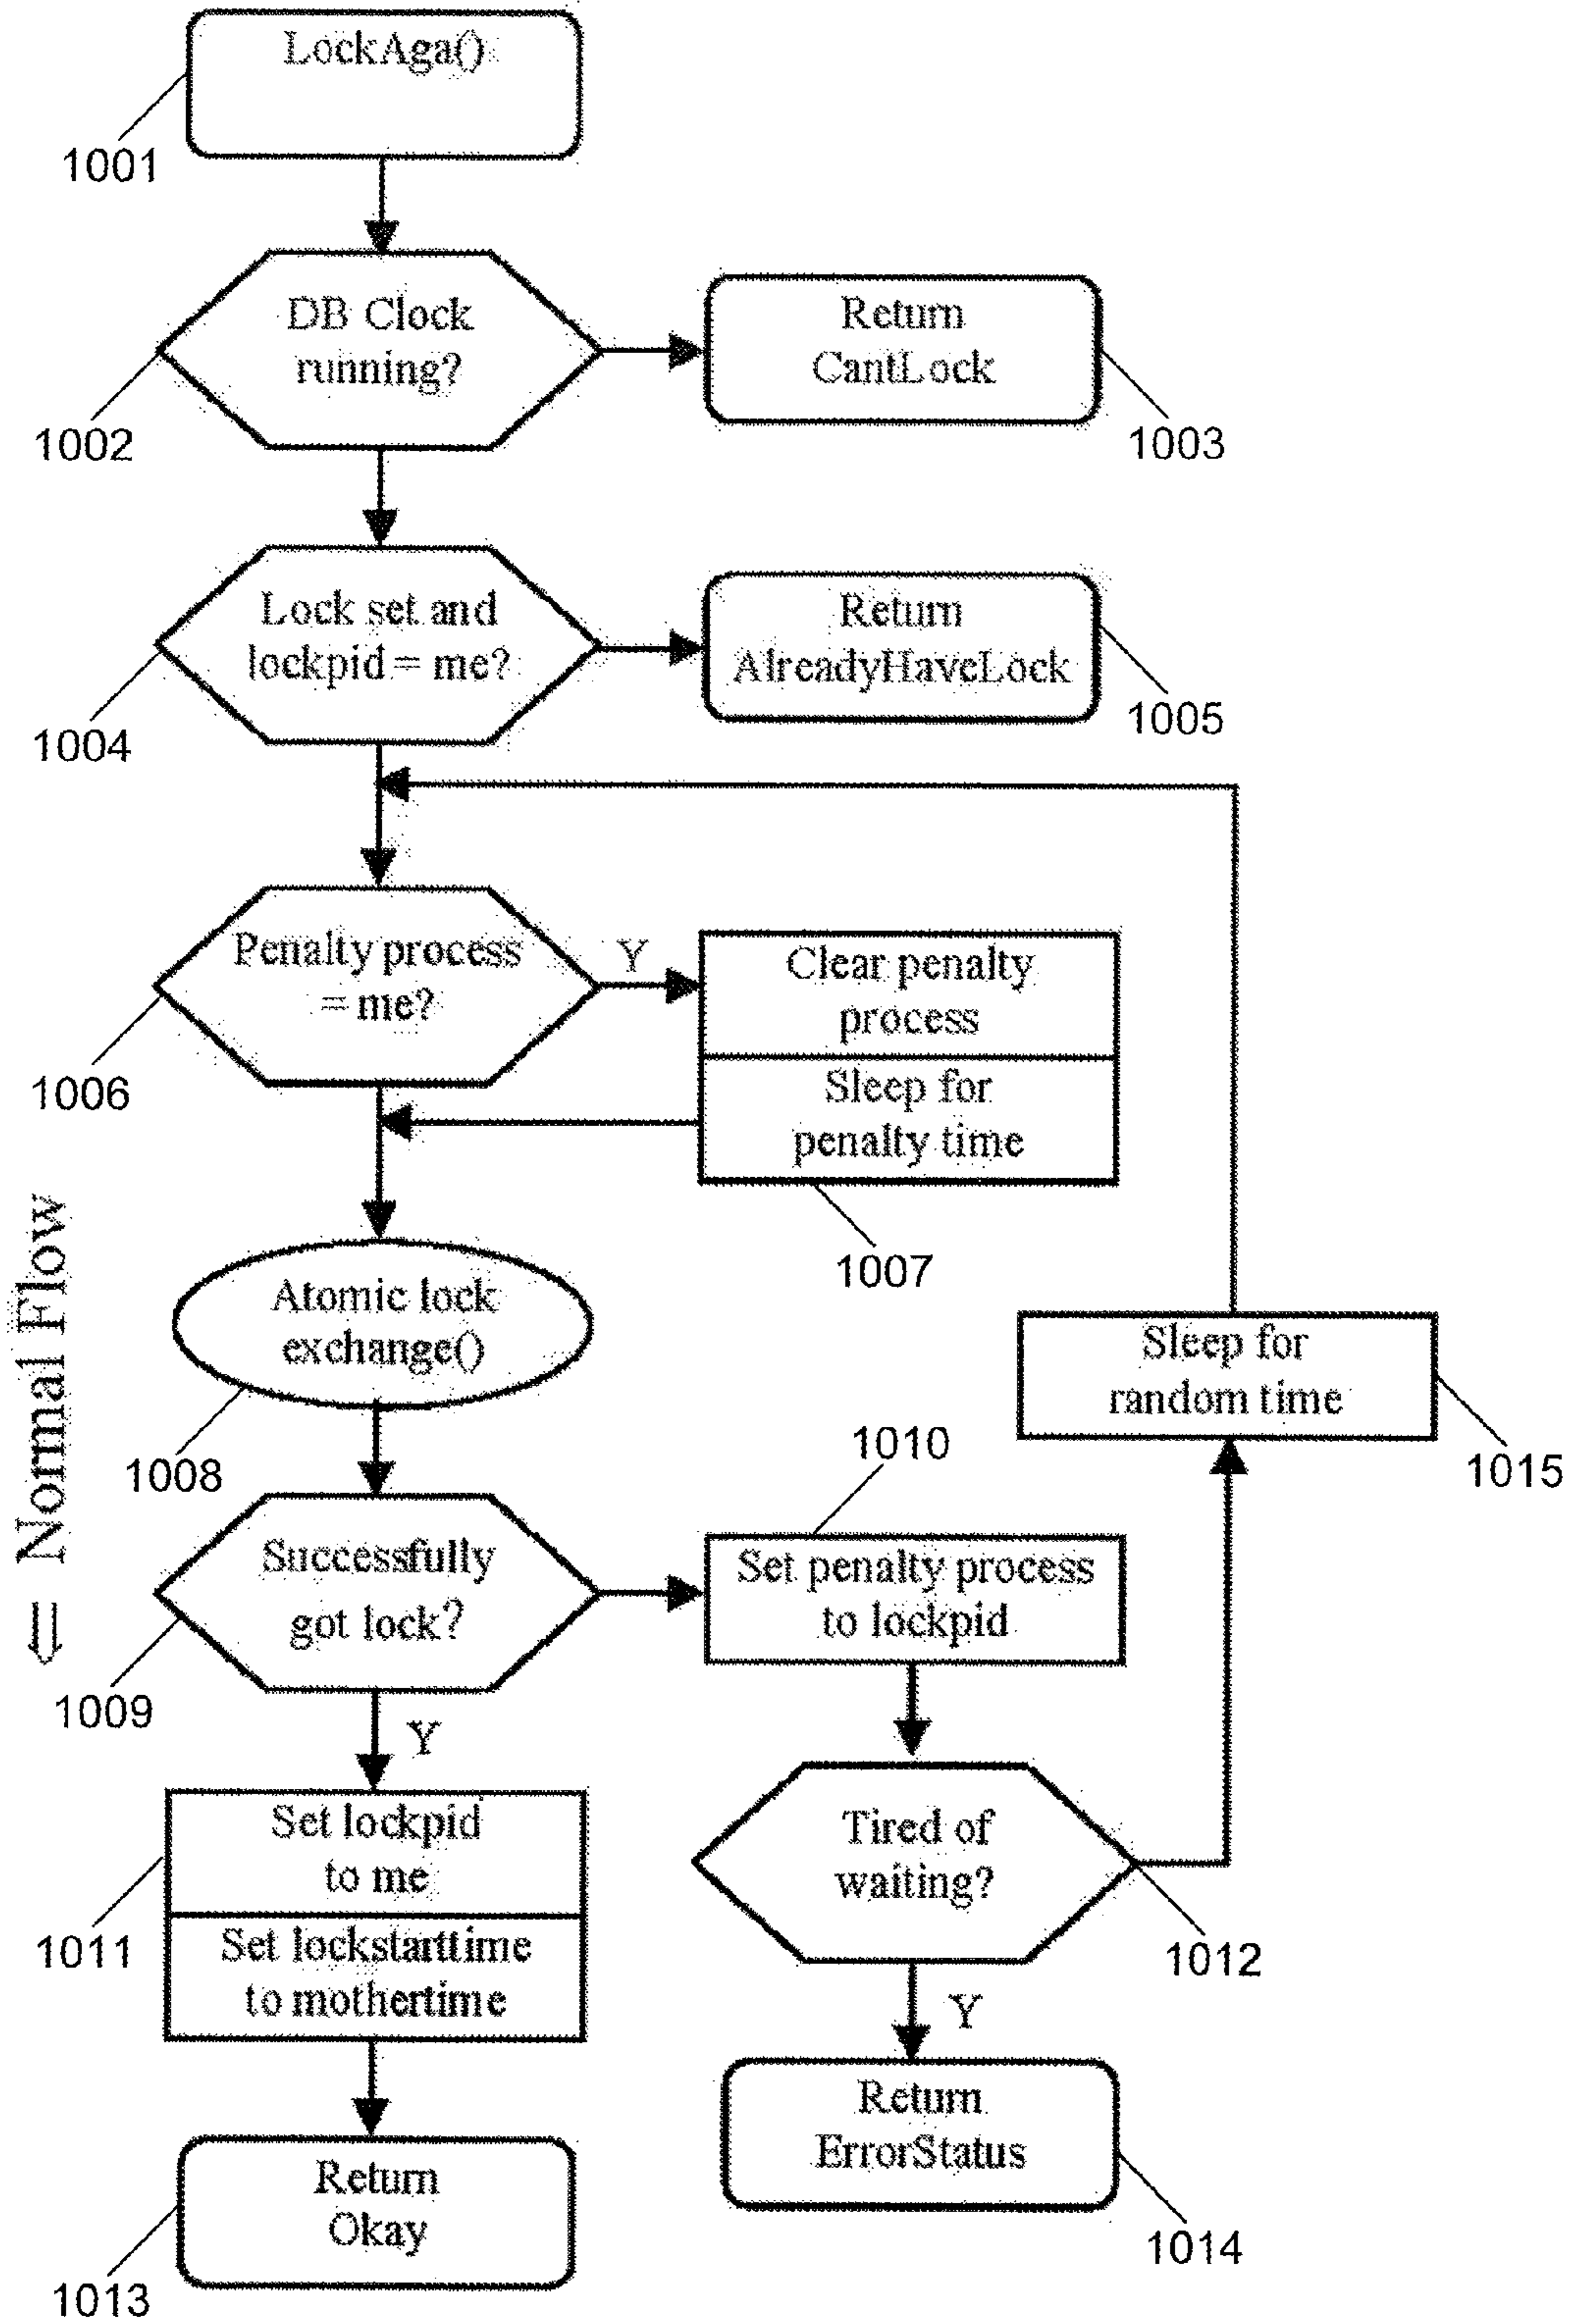 LockAga()
1001
DB Clock
running?
1002
Return
CantLock
1003
Lock set and
lockpid = me?
1004
Return
AlreadyHaveLock
1005
Penalty process
= me?
1006
Y
Clear penalty
process
Sleep for
penalty time
1007
Normal Flow
⇐
Atomic lock
exchange()
1008
Sleep for
random time
1015
Successfully
got lock?
1009
1010
Set penalty process
to lockpid
Y
Set lockpid
to me
Set lockstarttime
to mothertime
1011
Tired of
waiting?
1012
Y
Return
Okay
1013
Return
ErrorStatus
1014